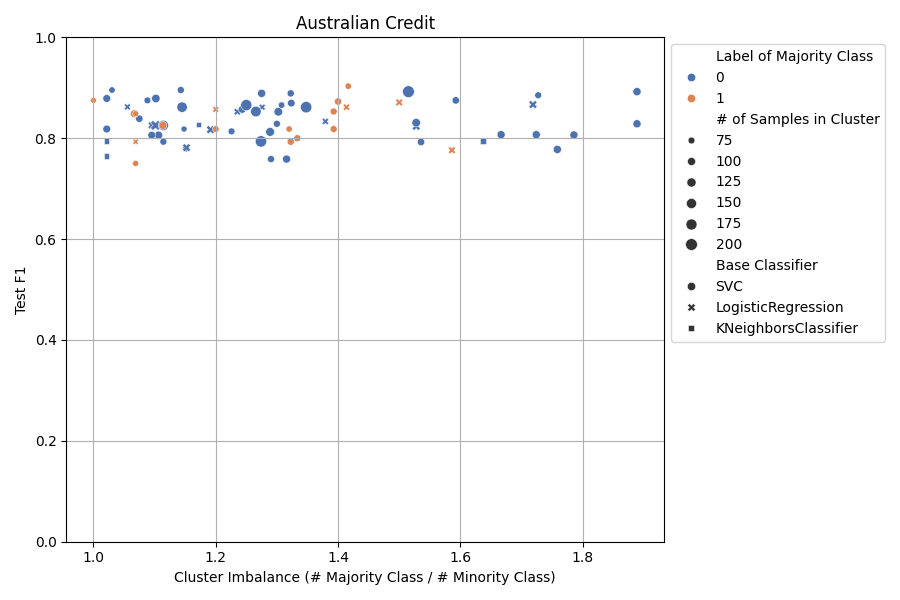 Australian Credit
1.0
0.8
0.6
0.4
0.2
0.0
Test F1
1.0
1.2
1.4
1.6
1.8
Cluster Imbalance (# Majority Class / # Minority Class)
Label of Majority Class
0
1
# of Samples in Cluster
75
100
125
150
175
200
Base Classifier
SVC
LogisticRegression
KNeighborsClassifier